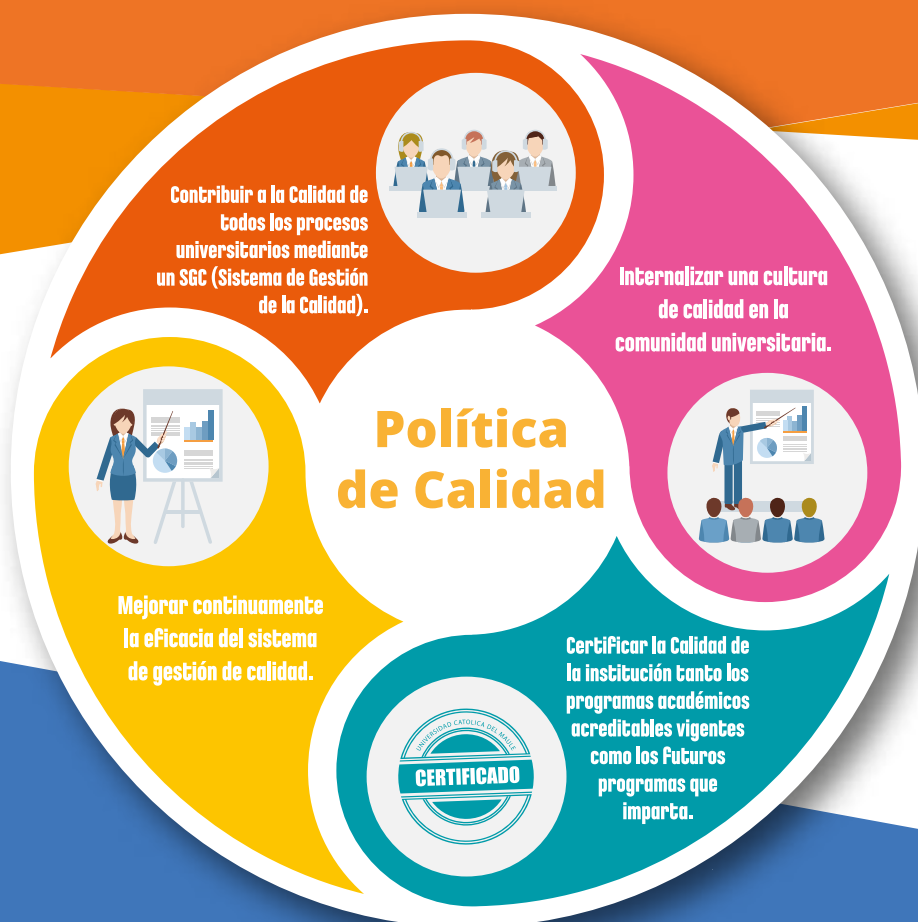 Contribuir a la Calidad de
todos los procesos
universitarios mediante
un SGC (Sistema de Gestión
de la Calidad).
Internalizar una cultura
de calidad en la
comunidad universitaria.
Política
de Calidad
Mejorar continuamente
la eficacia del sistema
de gestión de calidad.
Certificar la Calidad de
la institución tanto los
programas académicos
acreditables vigentes
como los Futuros
programas que
imparta.
UNIVERSIDAD CATOLICA DEL MAULE
CERTIFICADO